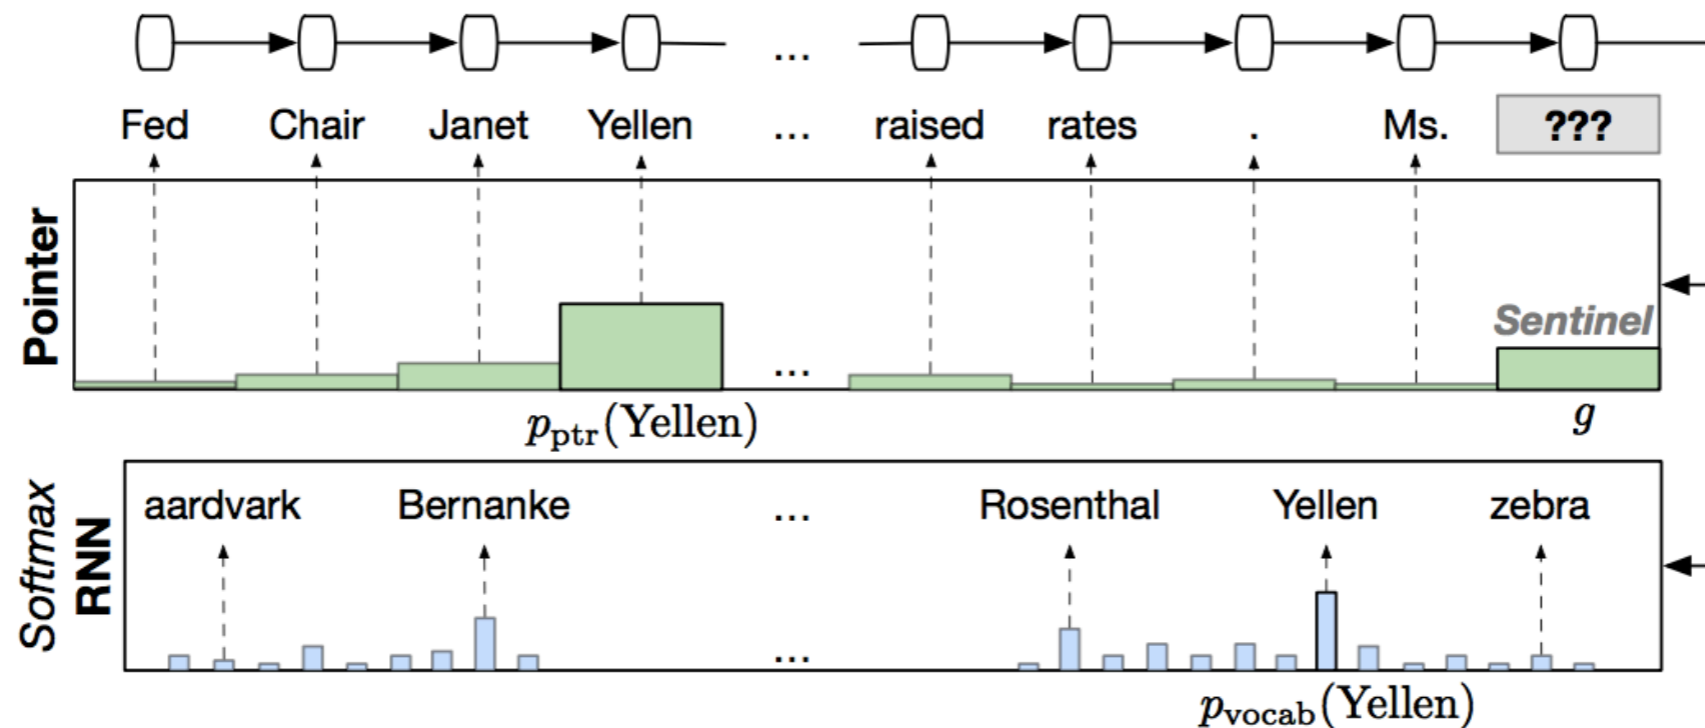 Fed Chair Janet Yellen ... raised rates . Ms. ???
Pointer
...
Sentinel
p_ptr(Yellen) g
Softmax
RNN
aardvark Bernanke ... Rosenthal Yellen zebra
...
p_vocab(Yellen)